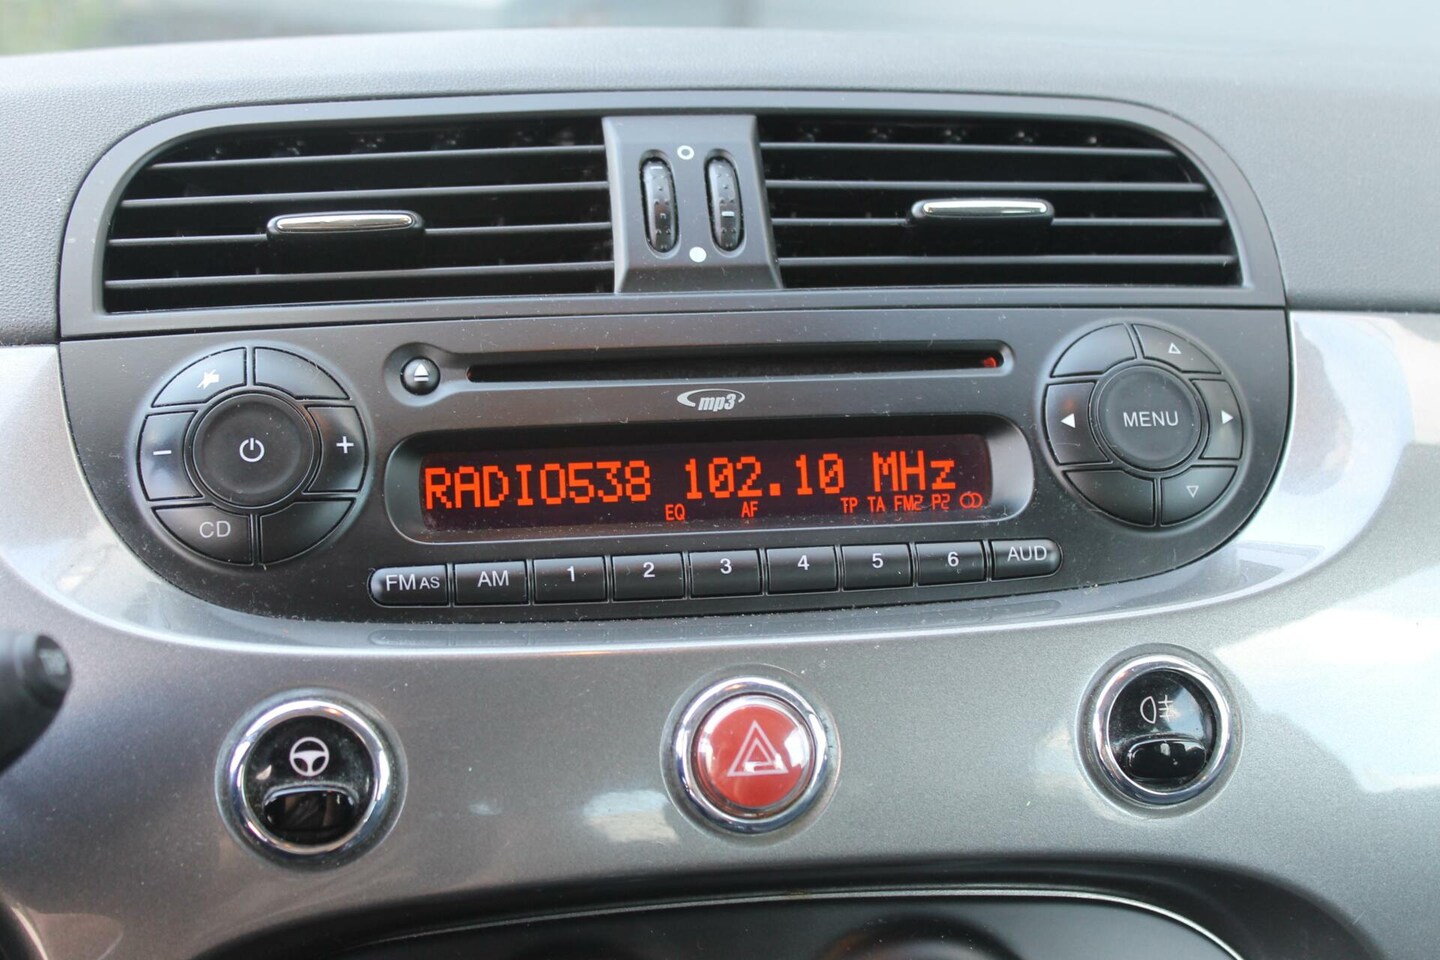 mp3
RADIO538 102.10 MHz
EQ AF TP TA FM2 P2
MENU
CD
FM AS AM 1 2 3 4 5 6 AUD